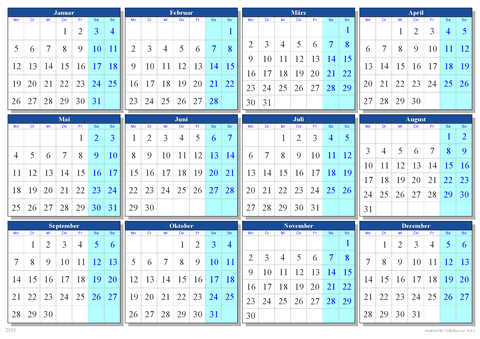 Januar
Mo Di Mi Do Fr Sa So
1 2 3 4
5 6 7 8 9 10 11
12 13 14 15 16 17 18
19 20 21 22 23 24 25
26 27 28 29 30 31
Februar
Mo Di Mi Do Fr Sa So
1
2 3 4 5 6 7 8
9 10 11 12 13 14 15
16 17 18 19 20 21 22
23 24 25 26 27 28
März
Mo Di Mi Do Fr Sa So
1
2 3 4 5 6 7 8
9 10 11 12 13 14 15
16 17 18 19 20 21 22
23 24 25 26 27 28 29
30 31
April
Mo Di Mi Do Fr Sa So
1 2 3 4 5
6 7 8 9 10 11 12
13 14 15 16 17 18 19
20 21 22 23 24 25 26
27 28 29 30
Mai
Mo Di Mi Do Fr Sa So
1 2 3
4 5 6 7 8 9 10
11 12 13 14 15 16 17
18 19 20 21 22 23 24
25 26 27 28 29 30 31
Juni
Mo Di Mi Do Fr Sa So
1 2 3 4 5 6 7
8 9 10 11 12 13 14
15 16 17 18 19 20 21
22 23 24 25 26 27 28
29 30
Juli
Mo Di Mi Do Fr Sa So
1 2 3 4 5
6 7 8 9 10 11 12
13 14 15 16 17 18 19
20 21 22 23 24 25 26
27 28 29 30 31
August
Mo Di Mi Do Fr Sa So
1 2
3 4 5 6 7 8 9
10 11 12 13 14 15 16
17 18 19 20 21 22 23
24 25 26 27 28 29 30
31
September
Mo Di Mi Do Fr Sa So
1 2 3 4 5 6
7 8 9 10 11 12 13
14 15 16 17 18 19 20
21 22 23 24 25 26 27
28 29 30
Oktober
Mo Di Mi Do Fr Sa So
1 2 3 4
5 6 7 8 9 10 11
12 13 14 15 16 17 18
19 20 21 22 23 24 25
26 27 28 29 30 31
November
Mo Di Mi Do Fr Sa So
1
2 3 4 5 6 7 8
9 10 11 12 13 14 15
16 17 18 19 20 21 22
23 24 25 26 27 28 29
30
Dezember
Mo Di Mi Do Fr Sa So
1 2 3 4 5 6
7 8 9 10 11 12 13
14 15 16 17 18 19 20
21 22 23 24 25 26 27
28 29 30 31